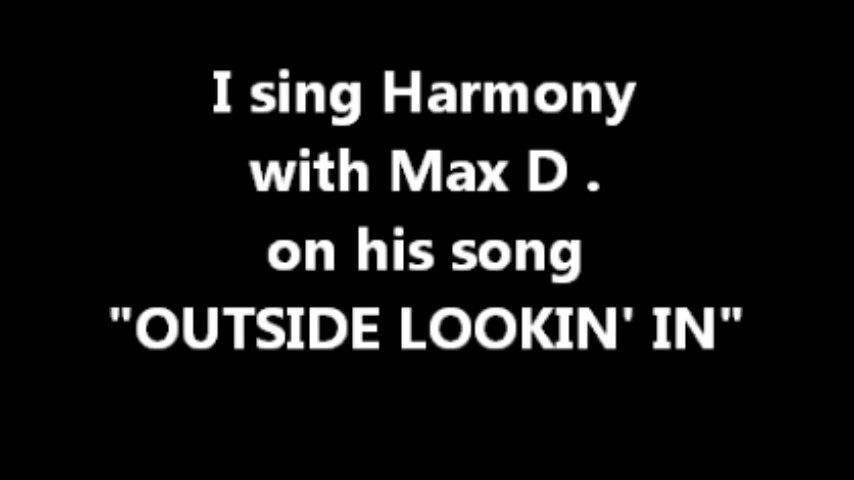 I sing Harmony
with Max D .
on his song
"OUTSIDE LOOKIN' IN"